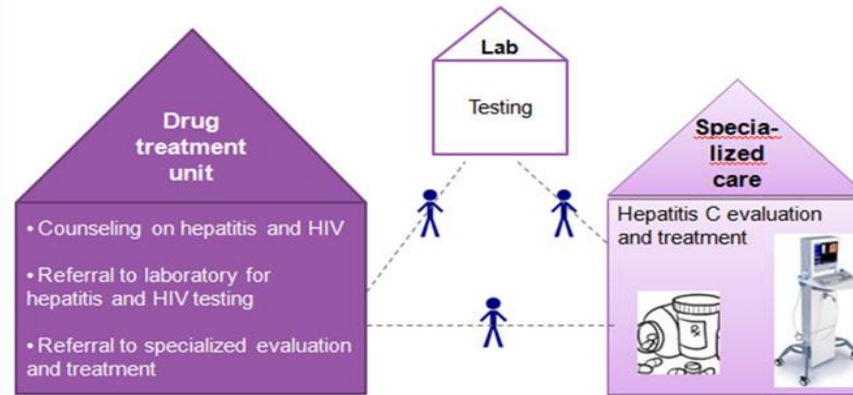 Lab
Testing
Drug
treatment
unit
• Counseling on hepatitis and HIV
• Referral to laboratory for
hepatitis and HIV testing
• Referral to specialized evaluation
and treatment
Specia-
lized
care
Hepatitis C evaluation
and treatment